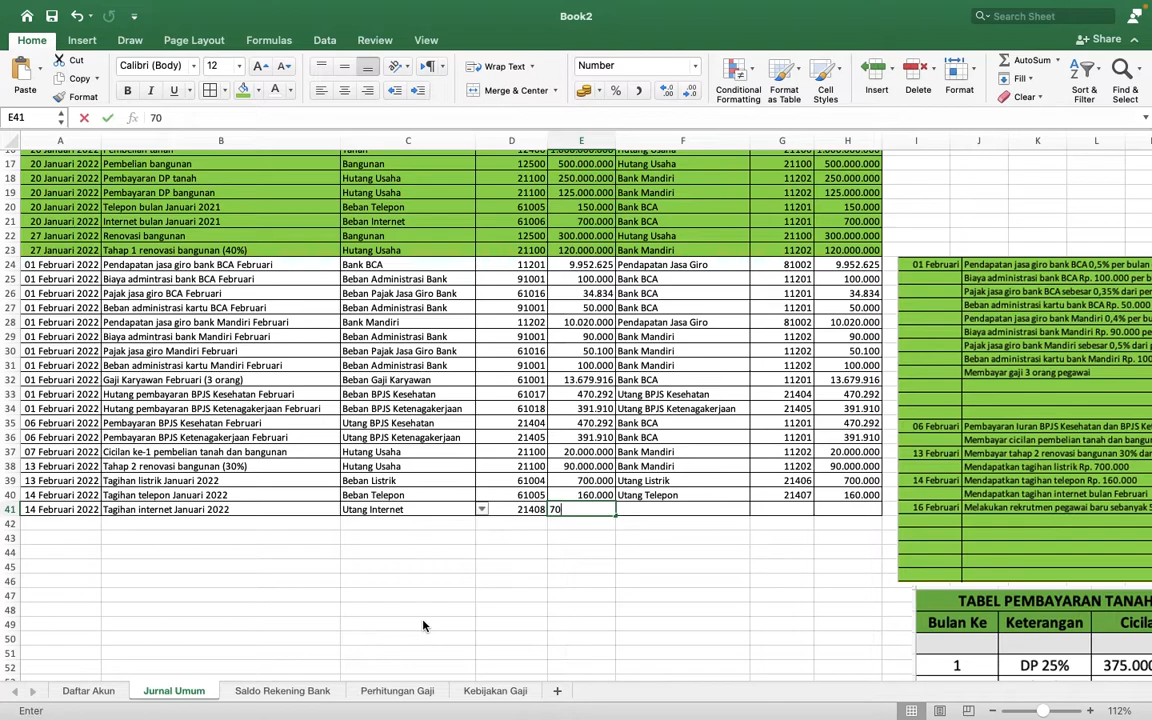 Book2
Search Sheet
Home Insert Draw Page Layout Formulas Data Review View
Share
Paste
Cut
Copy
Format
Calibri (Body) 12
B I U
Wrap Text
Merge & Center
Number
Conditional Formatting
Format as Table
Cell Styles
Insert
Delete
Format
AutoSum
Fill
Clear
Sort & Filter
Find & Select
E41 70
A B C D E F G H I J K L
17 20 Januari 2022 Pembelian bangunan Bangunan 12500 500.000.000 Hutang Usaha 21100 500.000.000
18 20 Januari 2022 Pembayaran DP tanah Hutang Usaha 21100 250.000.000 Bank Mandiri 11202 250.000.000
19 20 Januari 2022 Pembayaran DP bangunan Hutang Usaha 21100 125.000.000 Bank Mandiri 11202 125.000.000
20 20 Januari 2022 Telepon bulan Januari 2021 Beban Telepon 61005 150.000 Bank BCA 11201 150.000
21 20 Januari 2022 Internet bulan Januari 2021 Beban Internet 61006 700.000 Bank BCA 11201 700.000
22 27 Januari 2022 Renovasi bangunan Bangunan 12500 300.000.000 Hutang Usaha 21100 300.000.000
23 27 Januari 2022 Tahap 1 renovasi bangunan (40%) Hutang Usaha 21100 120.000.000 Bank Mandiri 11202 120.000.000
24 01 Februari 2022 Pendapatan jasa giro bank BCA Februari Bank BCA 11201 9.952.625 Pendapatan Jasa Giro 81002 9.952.625
25 01 Februari 2022 Biaya admintrasi bank BCA Februari Beban Administrasi Bank 91001 100.000 Bank BCA 11201 100.000
26 01 Februari 2022 Pajak jasa giro BCA Februari Beban Pajak Jasa Giro Bank 61016 34.834 Bank BCA 11201 34.834
27 01 Februari 2022 Beban administrasi kartu BCA Februari Beban Administrasi Bank 91001 50.000 Bank BCA 11201 50.000
28 01 Februari 2022 Pendapatan jasa giro bank Mandiri Februari Bank Mandiri 11202 10.020.000 Pendapatan Jasa Giro 81002 10.020.000
29 01 Februari 2022 Biaya admintrasi bank Mandiri Februari Beban Administrasi Bank 91001 90.000 Bank Mandiri 11202 90.000
30 01 Februari 2022 Pajak jasa giro Mandiri Februari Beban Pajak Jasa Giro Bank 61016 50.100 Bank Mandiri 11202 50.100
31 01 Februari 2022 Beban administrasi kartu Mandiri Februari Beban Administrasi Bank 91001 100.000 Bank Mandiri 11202 100.000
32 01 Februari 2022 Gaji Karyawan Februari (3 orang) Beban Gaji Karyawan 61001 13.679.916 Bank BCA 11201 13.679.916
33 01 Februari 2022 Hutang pembayaran BPJS Kesehatan Februari Beban BPJS Kesehatan 61017 470.292 Utang BPJS Kesehatan 21404 470.292
34 01 Februari 2022 Hutang pembayaran BPJS Ketenagakerjaan Februari Beban BPJS Ketenagakerjaan 61018 391.910 Utang BPJS Ketenagakerjaan 21405 391.910
35 06 Februari 2022 Pembayaran BPJS Kesehatan Februari Utang BPJS Kesehatan 21404 470.292 Bank BCA 11201 470.292
36 06 Februari 2022 Pembayaran BPJS Ketenagakerjaan Februari Utang BPJS Ketenagakerjaan 21405 391.910 Bank BCA 11201 391.910
37 07 Februari 2022 Cicilan ke-1 pembelian tanah dan bangunan Hutang Usaha 21100 20.000.000 Bank Mandiri 11202 20.000.000
38 13 Februari 2022 Tahap 2 renovasi bangunan (30%) Hutang Usaha 21100 90.000.000 Bank Mandiri 11202 90.000.000
39 13 Februari 2022 Tagihan listrik Januari 2022 Beban Listrik 61004 700.000 Utang Listrik 21406 700.000
40 14 Februari 2022 Tagihan telepon Januari 2022 Beban Telepon 61005 160.000 Utang Telepon 21407 160.000
41 14 Februari 2022 Tagihan internet Januari 2022 Utang Internet 21408 70
42
43
44
45
46
47
48
49
50
51
52
01 Februari Pendapatan jasa giro bank BCA 0,5% per bulan
Biaya admintrasi bank BCA Rp. 100.000 per bu
Pajak jasa giro bank BCA sebesar 0,35% dari per
Beban administrasi kartu bank BCA Rp. 50.000
Pendapatan jasa giro bank Mandiri 0,4% per bu
Biaya admintrasi bank Mandiri Rp. 90.000 per
Pajak jasa giro bank Mandiri sebesar 0,5% dari p
Beban administrasi kartu bank Mandiri Rp. 100
Membayar gaji 3 orang pegawai
06 Februari Pembayaran Iuran BPJS Kesehatan dan BPJS Ket
Membayar cicilan pembelian tanah dan bangun
13 Februari Membayar tahap 2 renovasi bangunan 30% dar
Mendapatkan tagihan listrik Rp. 700.000
14 Februari Mendapatkan tagihan telepon Rp. 160.000
Mendapatkan tagihan internet bulan Februari
16 Februari Melakukan rekrutmen pegawai baru sebanyak 5
TABEL PEMBAYARAN TANAH
Bulan Ke Keterangan Cicila
1 DP 25% 375.000
Daftar Akun Jurnal Umum Saldo Rekening Bank Perhitungan Gaji Kebijakan Gaji
Enter
112%